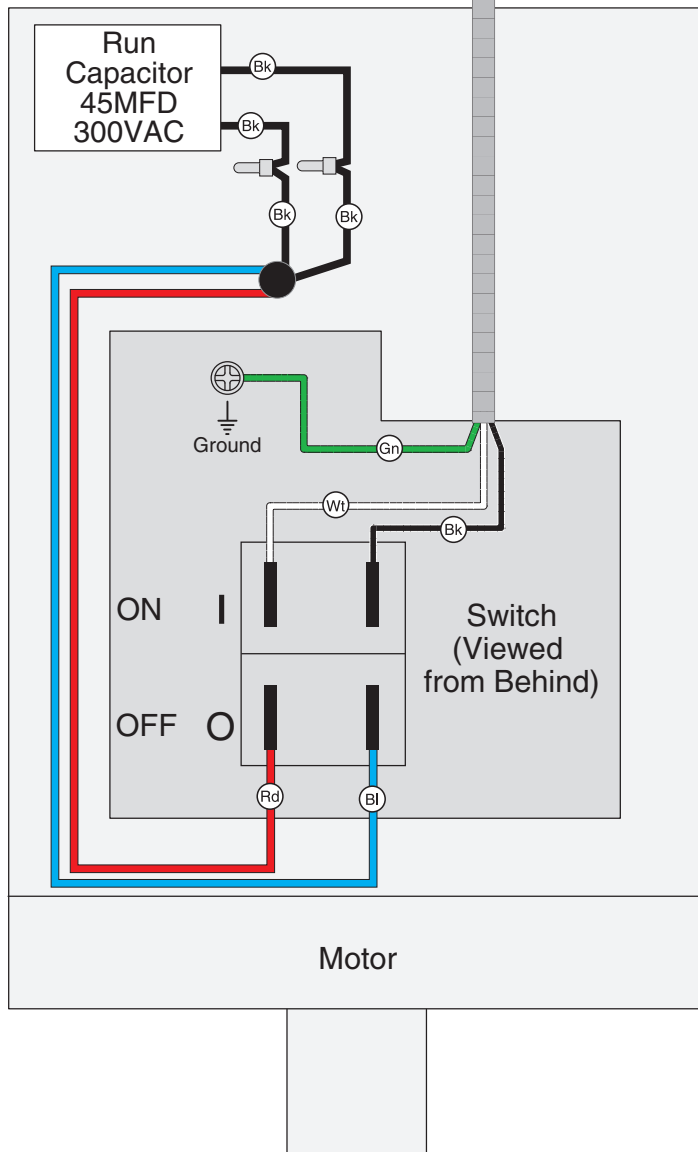 Run
Capacitor
45MFD
300VAC
Bk
Bk
Bk
Bk
Ground
Gn
Wt
Bk
ON I
Switch
(Viewed
from Behind)
OFF O
Rd
Bl
Motor